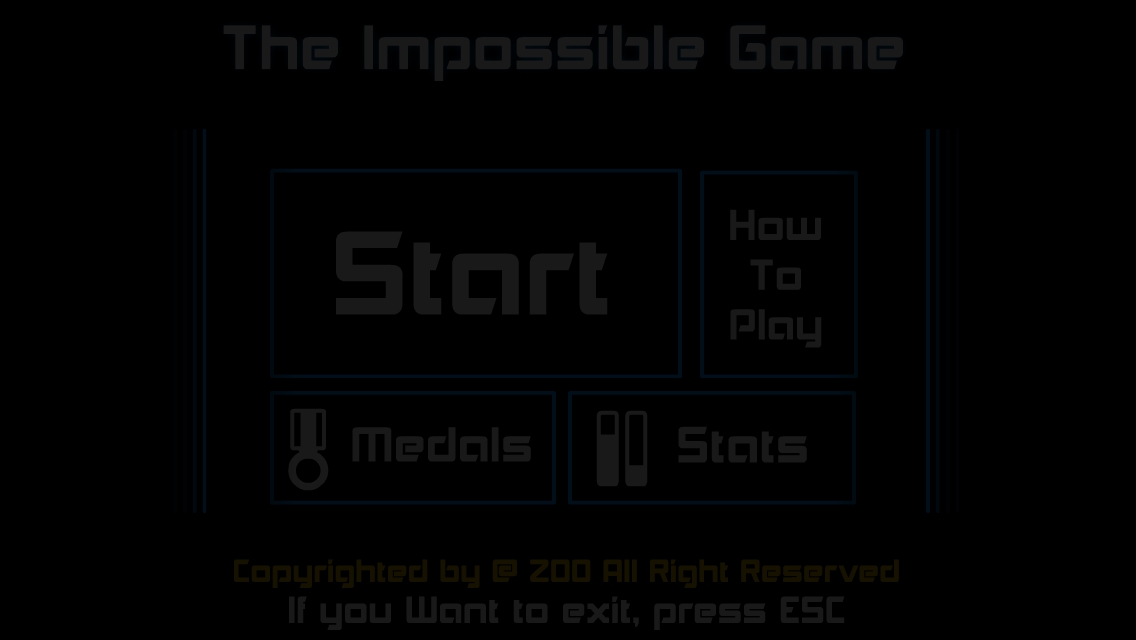 The Impossible Game
Start
How
To
Play
Medals
Stats
Copyrighted by @ ZOO All Right Reserved
If you Want to exit, press ESC